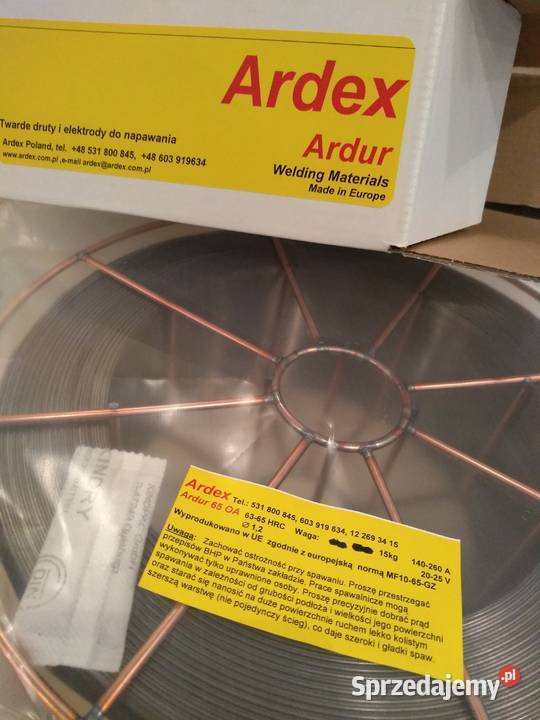 Ardex
Ardur
Welding Materials
Made in Europe
Twarde druty i elektrody do napawania
Ardex Poland, tel. +48 531 800 845, +48 603 919634
www.ardex.com.pl ,e-mail ardex@ardex.com.pl
KINDRY
Ardex Tel.: 531 800 845, 603 919 634, 12 269 34 15
Ardur 65 OA 63-65 HRC Waga: 15kg 140-260 A
∅ 1,2 20-25 V
Wyprodukowano w UE zgodnie z europejską normą MF10-65-GZ
Uwaga: Zachować ostrożność przy spawaniu. Proszę przestrzegać
przepisów BHP w Państwa zakładzie. Prace spawalnicze mogą
wykonywać tylko uprawnione osoby. Proszę precyzyjnie dobrać prąd
spawania w zależności od grubości podłoża i wielkości jego powierzchni
oraz starać się nanosić na duże powierzchnie ruchem lekko kolistym
szerszą warstwę (nie pojedynczy ścieg), co daje szeroki i gładki spaw.
Sprzedajemy.pl